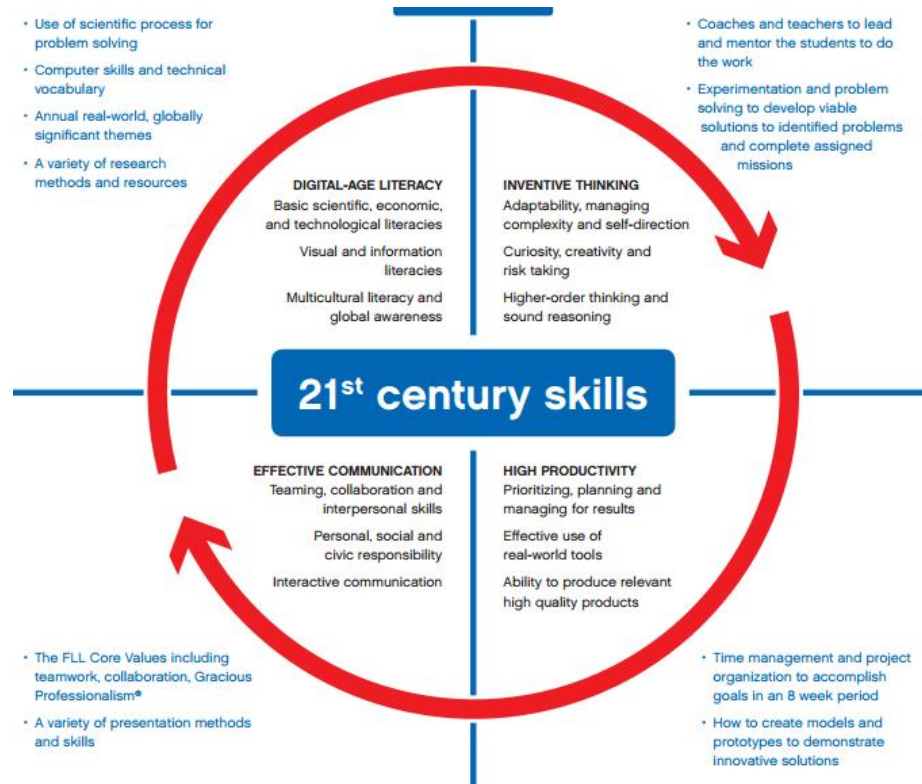 • Use of scientific process for
problem solving
• Computer skills and technical
vocabulary
• Annual real-world, globally
significant themes
• A variety of research
methods and resources
• Coaches and teachers to lead
and mentor the students to do
the work
• Experimentation and problem
solving to develop viable
solutions to identified problems
and complete assigned
missions
DIGITAL-AGE LITERACY
Basic scientific, economic,
and technological literacies
Visual and information
literacies
Multicultural literacy and
global awareness
INVENTIVE THINKING
Adaptability, managing
complexity and self-direction
Curiosity, creativity and
risk taking
Higher-order thinking and
sound reasoning
21st century skills
EFFECTIVE COMMUNICATION
Teaming, collaboration and
interpersonal skills
Personal, social and
civic responsibility
Interactive communication
HIGH PRODUCTIVITY
Prioritizing, planning and
managing for results
Effective use of
real-world tools
Ability to produce relevant
high quality products
• The FLL Core Values including
teamwork, collaboration, Gracious
Professionalism®
• A variety of presentation methods
and skills
• Time management and project
organization to accomplish
goals in an 8 week period
• How to create models and
prototypes to demonstrate
innovative solutions